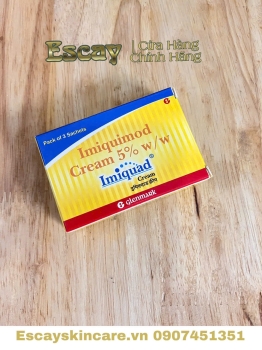 Escay
Cửa Hàng
Chính Hãng
Pack of 3 Sachets
Imiquimod
Cream 5% w/w
Imiquad®
Cream
G glenmark
Escayskincare.vn 0907451351